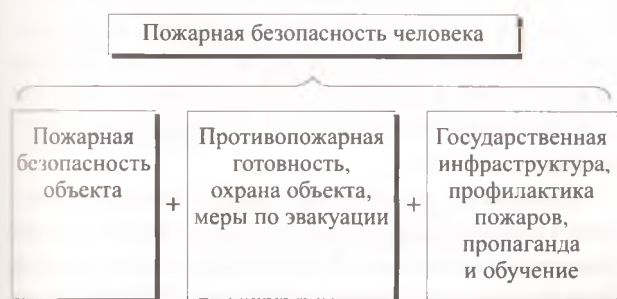 Пожарная безопасность человека
Пожарная
безопасность
объекта
+
Противопожарная
готовность,
охрана объекта,
меры по эвакуации
+
Государственная
инфраструктура,
профилактика
пожаров,
пропаганда
и обучение